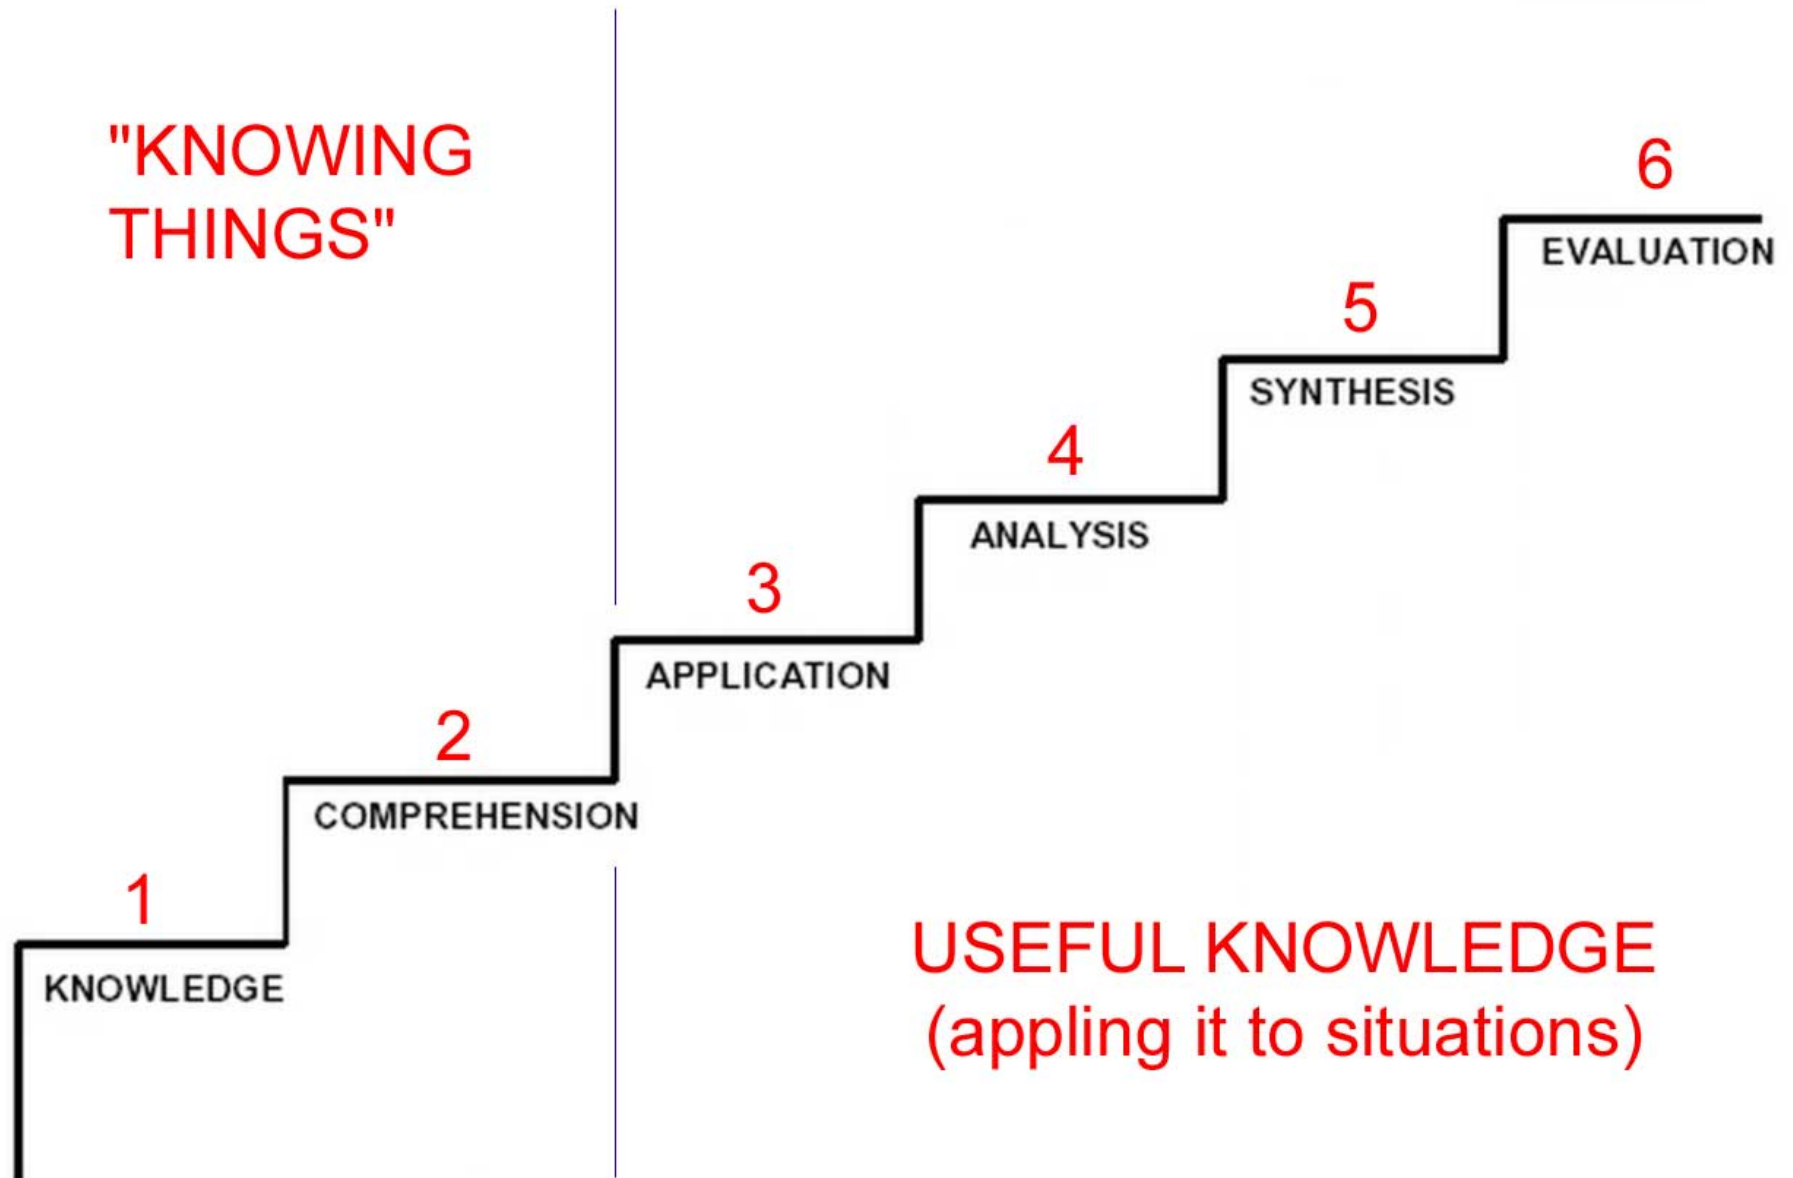 "KNOWING
THINGS"
6
EVALUATION
5
SYNTHESIS
4
ANALYSIS
3
APPLICATION
2
COMPREHENSION
1
KNOWLEDGE
USEFUL KNOWLEDGE
(appling it to situations)